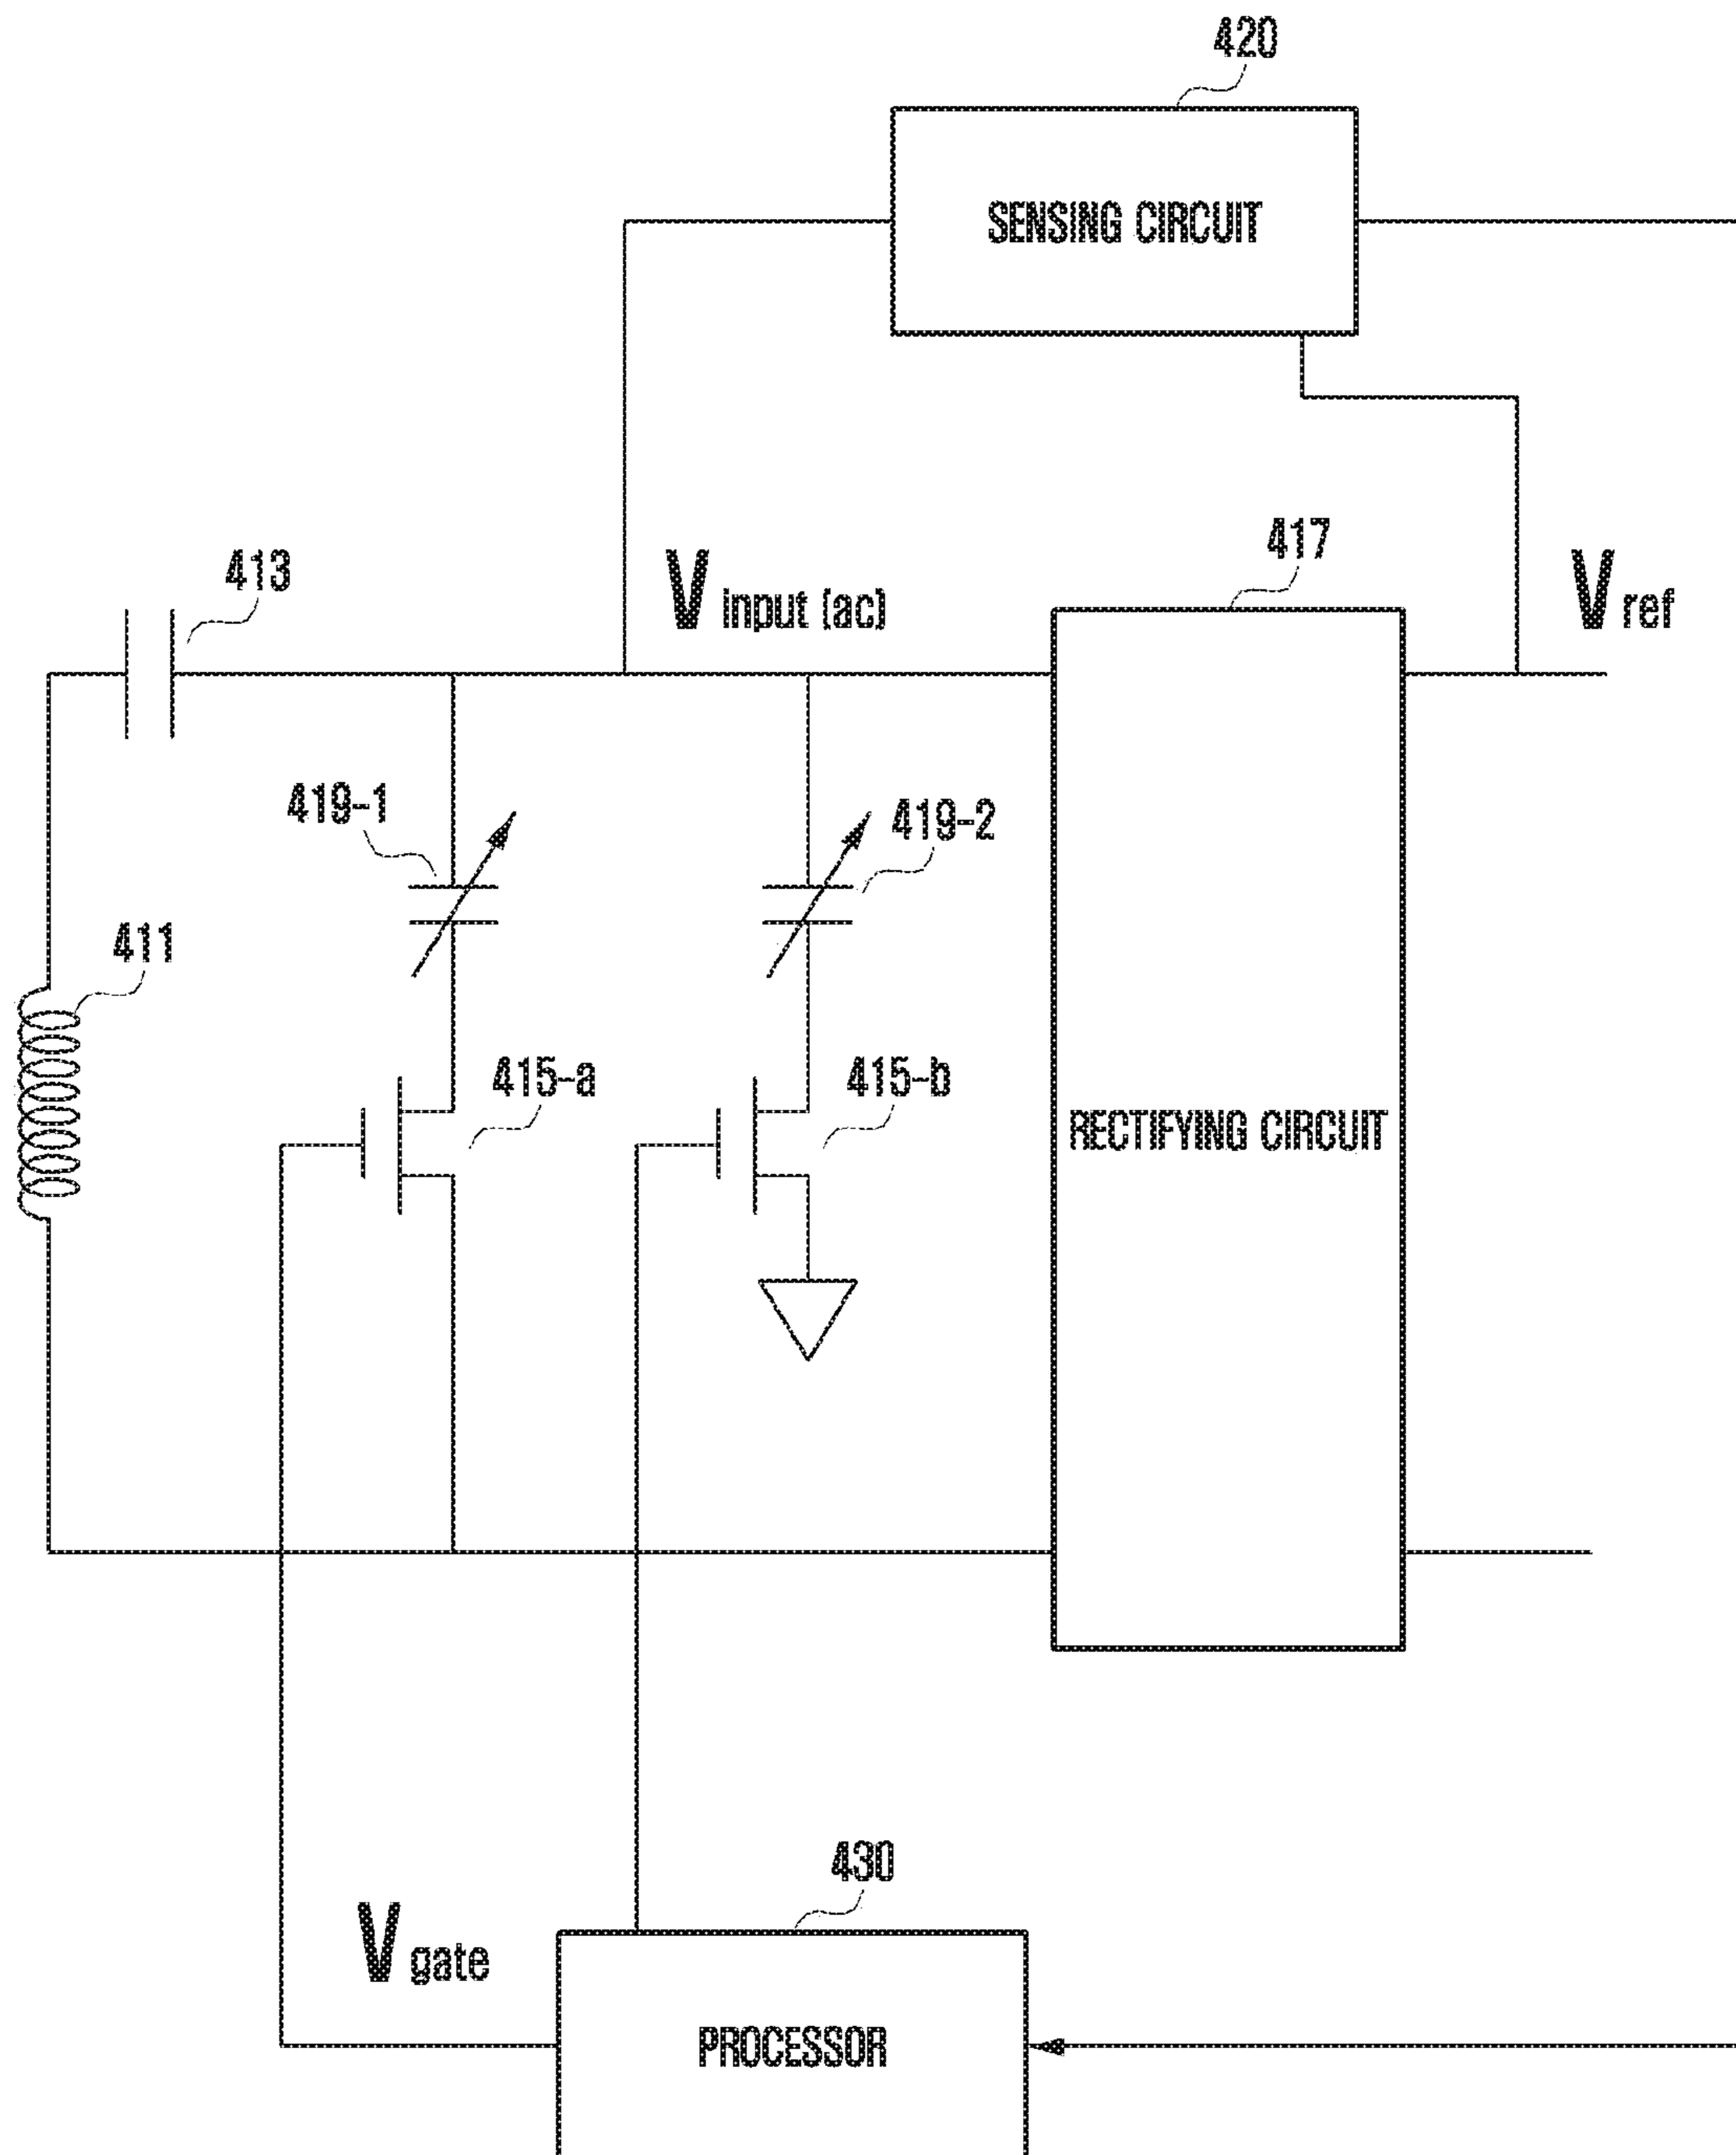 420
SENSING CIRCUIT
413
V input (ac)
417
V ref
419-1
419-2
411
415-a
415-b
RECTIFYING CIRCUIT
430
V gate
PROCESSOR